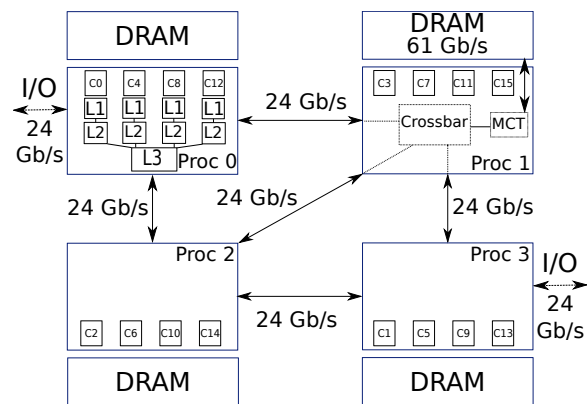 DRAM
DRAM
61 Gb/s
I/O
24
Gb/s
C0 C4 C8 C12
L1 L1 L1 L1
L2 L2 L2 L2
L3
Proc 0
24 Gb/s
C3 C7 C11 C15
Crossbar
MCT
Proc 1
24 Gb/s
24 Gb/s
24 Gb/s
Proc 2
C2 C6 C10 C14
24 Gb/s
Proc 3
C1 C5 C9 C13
I/O
24
Gb/s
DRAM
DRAM